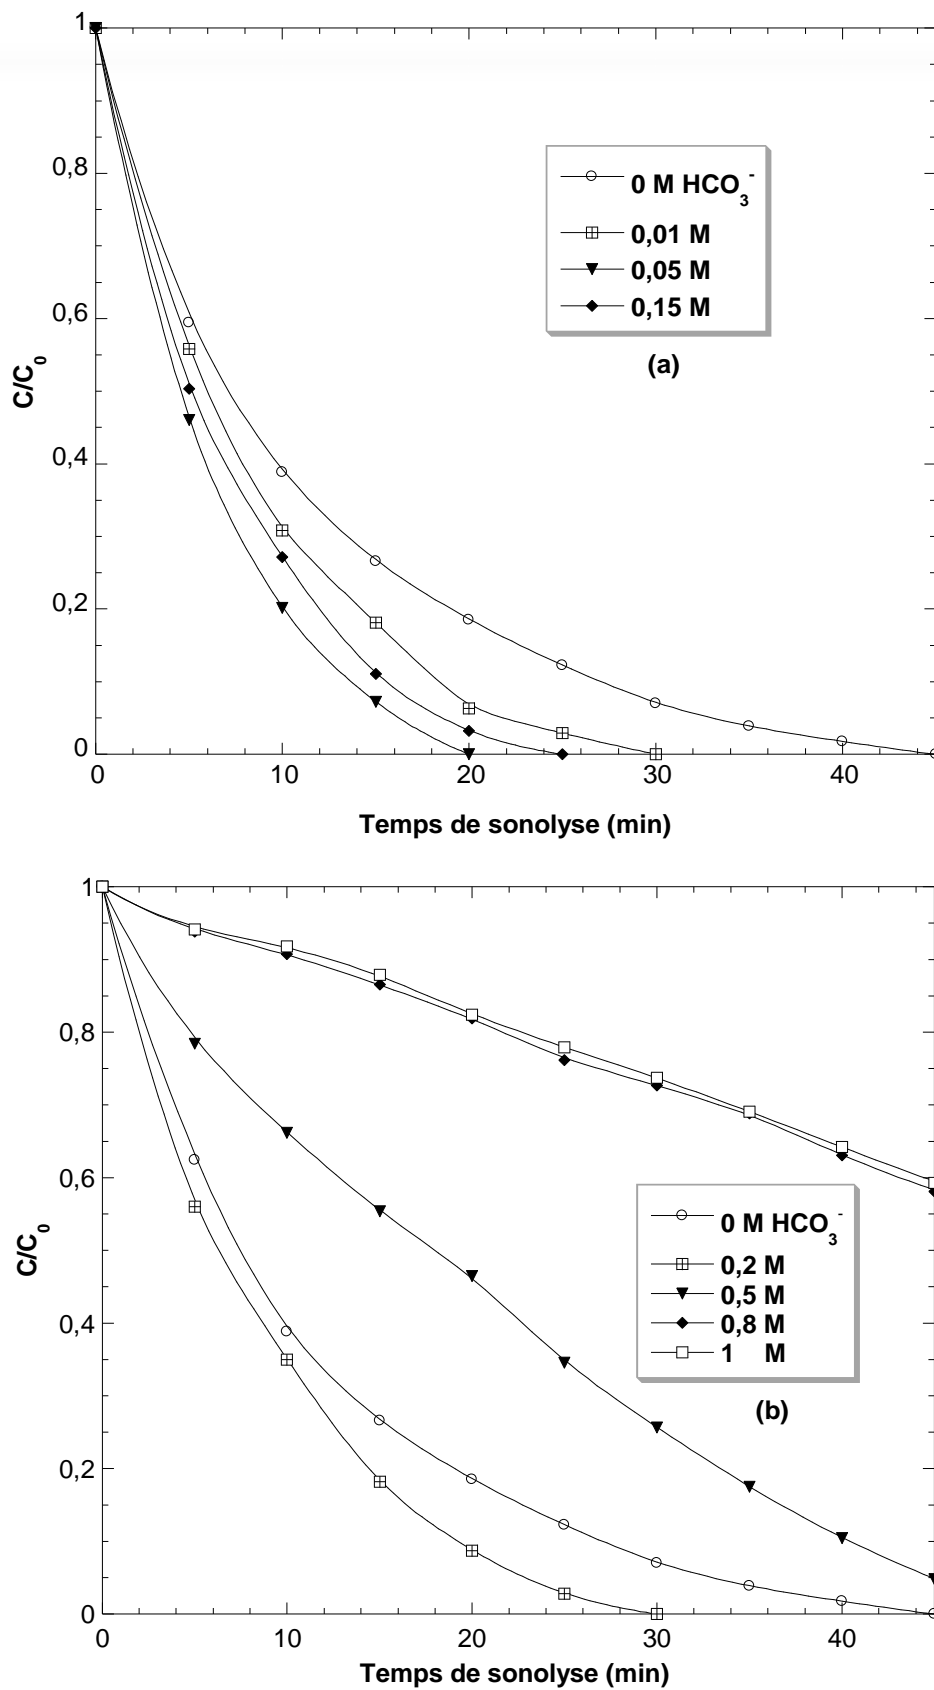 1
0,8
0,6
0,4
0,2
0
C/C0
0 M HCO3-
0,01 M
0,05 M
0,15 M
(a)
0 10 20 30 40
Temps de sonolyse (min)
1
0,8
0,6
0,4
0,2
0
C/C0
0 M HCO3-
0,2 M
0,5 M
0,8 M
1 M
(b)
0 10 20 30 40
Temps de sonolyse (min)